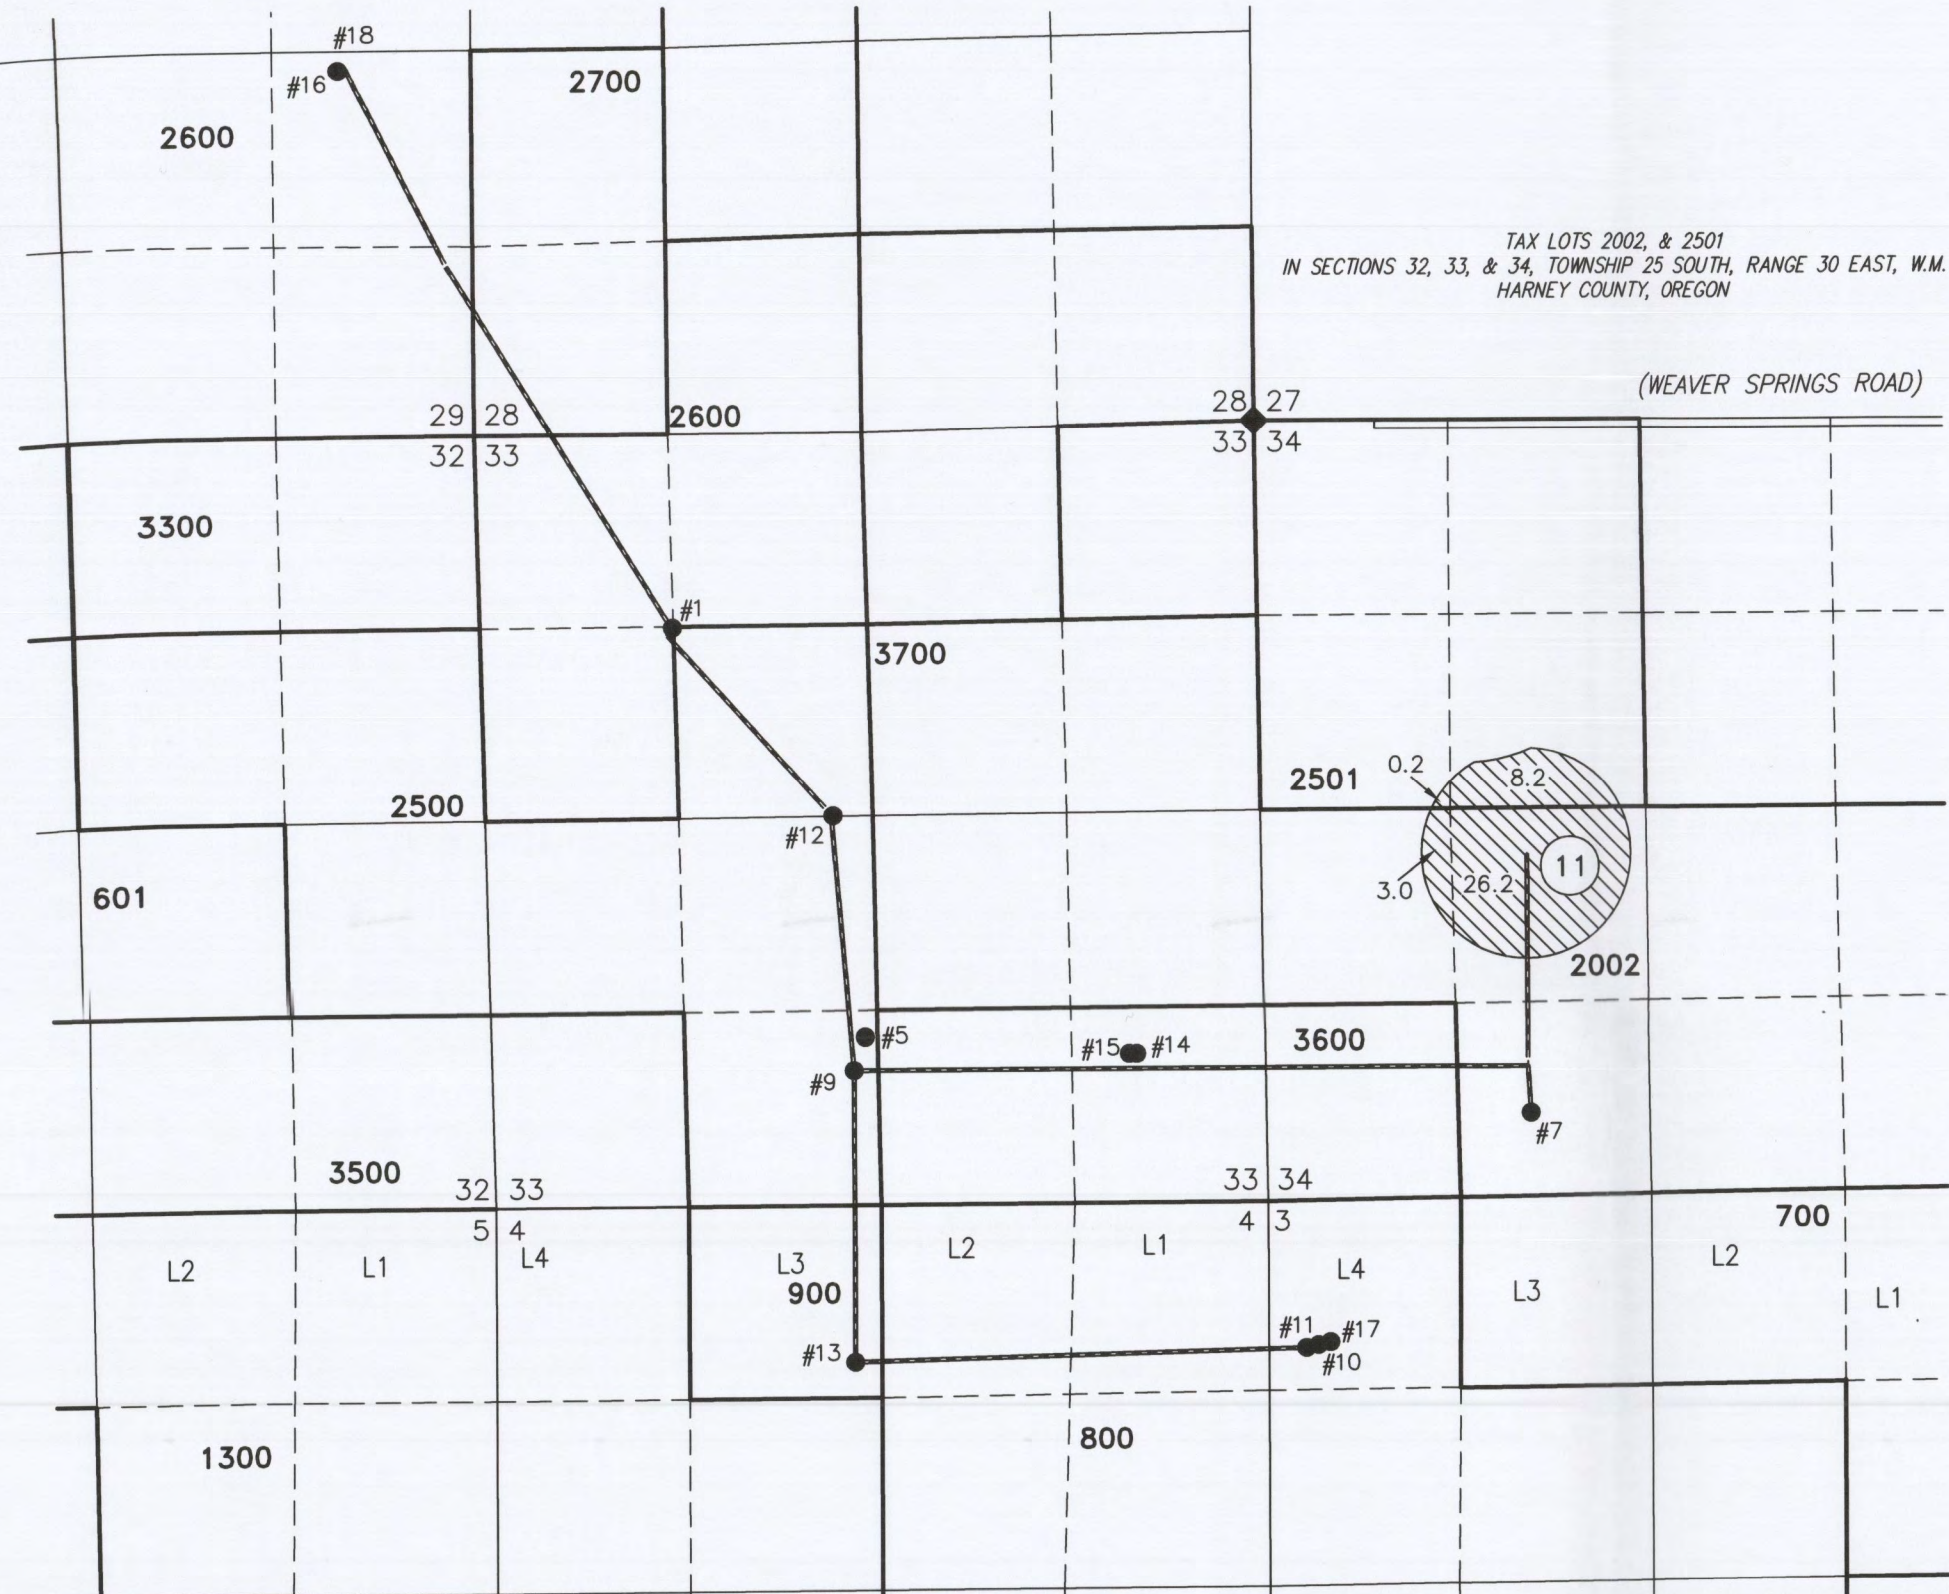 #18
#16
2700
2600
TAX LOTS 2002, & 2501
IN SECTIONS 32, 33, & 34, TOWNSHIP 25 SOUTH, RANGE 30 EAST, W.M.
HARNEY COUNTY, OREGON
(WEAVER SPRINGS ROAD)
29 28
2600
28 27
32 33
33 34
3300
#1
3700
0.2
8.2
2501
2500
#12
11
26.2
3.0
601
2002
#5
#15 #14
3600
#9
#7
3500
32 33
33 34
5 4
4 3
700
L2
L1
L4
L3
L2
L1
L4
L3
L2
L1
900
#11 #17
#13
#10
800
1300